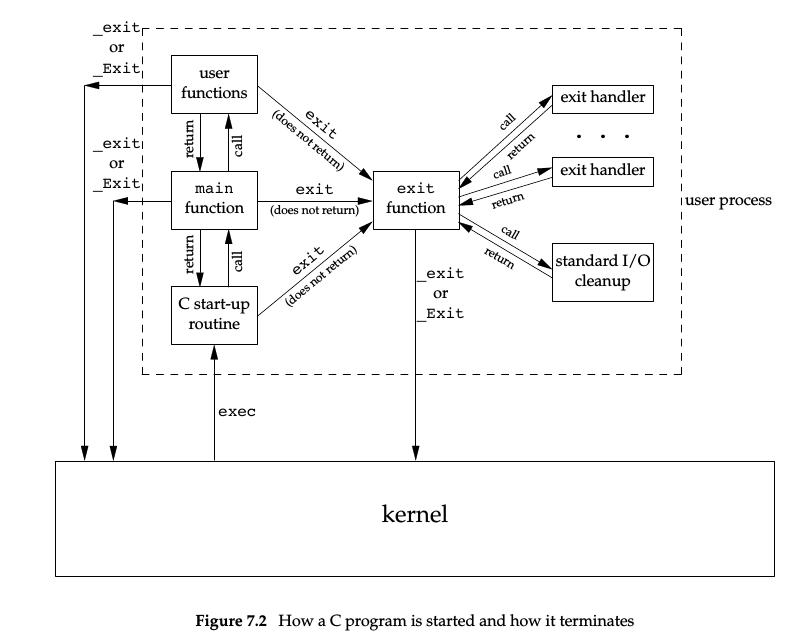 _exit
or
_Exit
user
functions
exit
(does not return)
call
return
exit handler
. . .
return
call
_exit
or
_Exit
main
function
exit
(does not return)
exit
function
call
return
exit handler
user process
return
call
exit
(does not return)
call
return
standard I/O
cleanup
_exit
or
_Exit
C start-up
routine
exec
kernel
Figure 7.2 How a C program is started and how it terminates